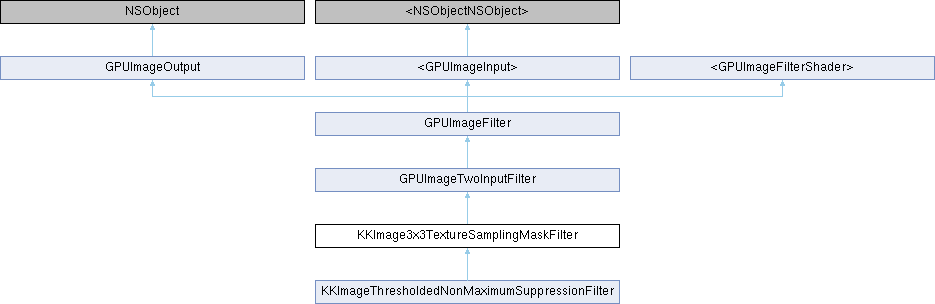 NSObject
<NSObjectNSObject>
GPUImageOutput
<GPUImageInput>
<GPUImageFilterShader>
GPUImageFilter
GPUImageTwoInputFilter
KKImage3x3TextureSamplingMaskFilter
KKImageThresholdedNonMaximumSuppressionFilter